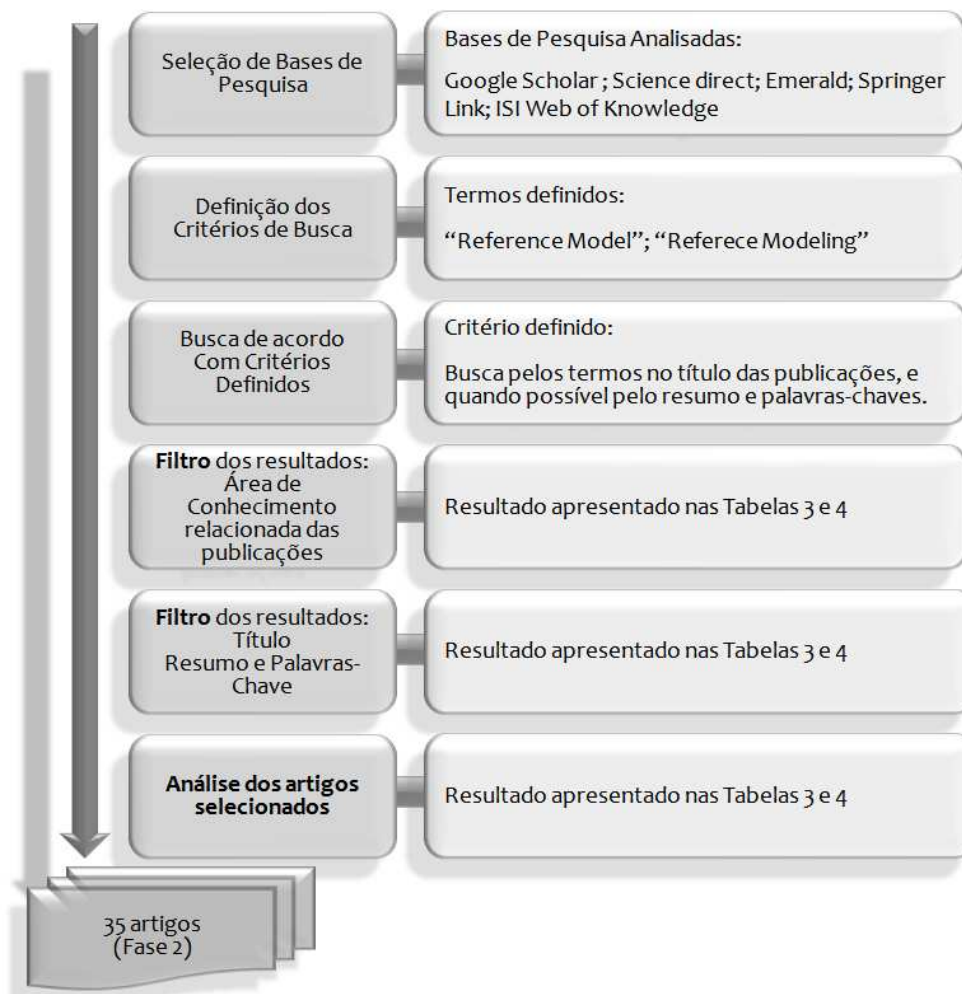 Seleção de Bases de
Pesquisa
Bases de Pesquisa Analisadas:
Google Scholar ; Science direct; Emerald; Springer
Link; ISI Web of Knowledge
Definição dos
Critérios de Busca
Termos definidos:
“Reference Model”; “Referece Modeling”
Busca de acordo
Com Critérios
Definidos
Critério definido:
Busca pelos termos no título das publicações, e
quando possível pelo resumo e palavras-chaves.
Filtro dos resultados:
Área de
Conhecimento
relacionada das
publicações
Resultado apresentado nas Tabelas 3 e 4
Filtro dos resultados:
Título
Resumo e Palavras-
Chave
Resultado apresentado nas Tabelas 3 e 4
Análise dos artigos
selecionados
Resultado apresentado nas Tabelas 3 e 4
35 artigos
(Fase 2)